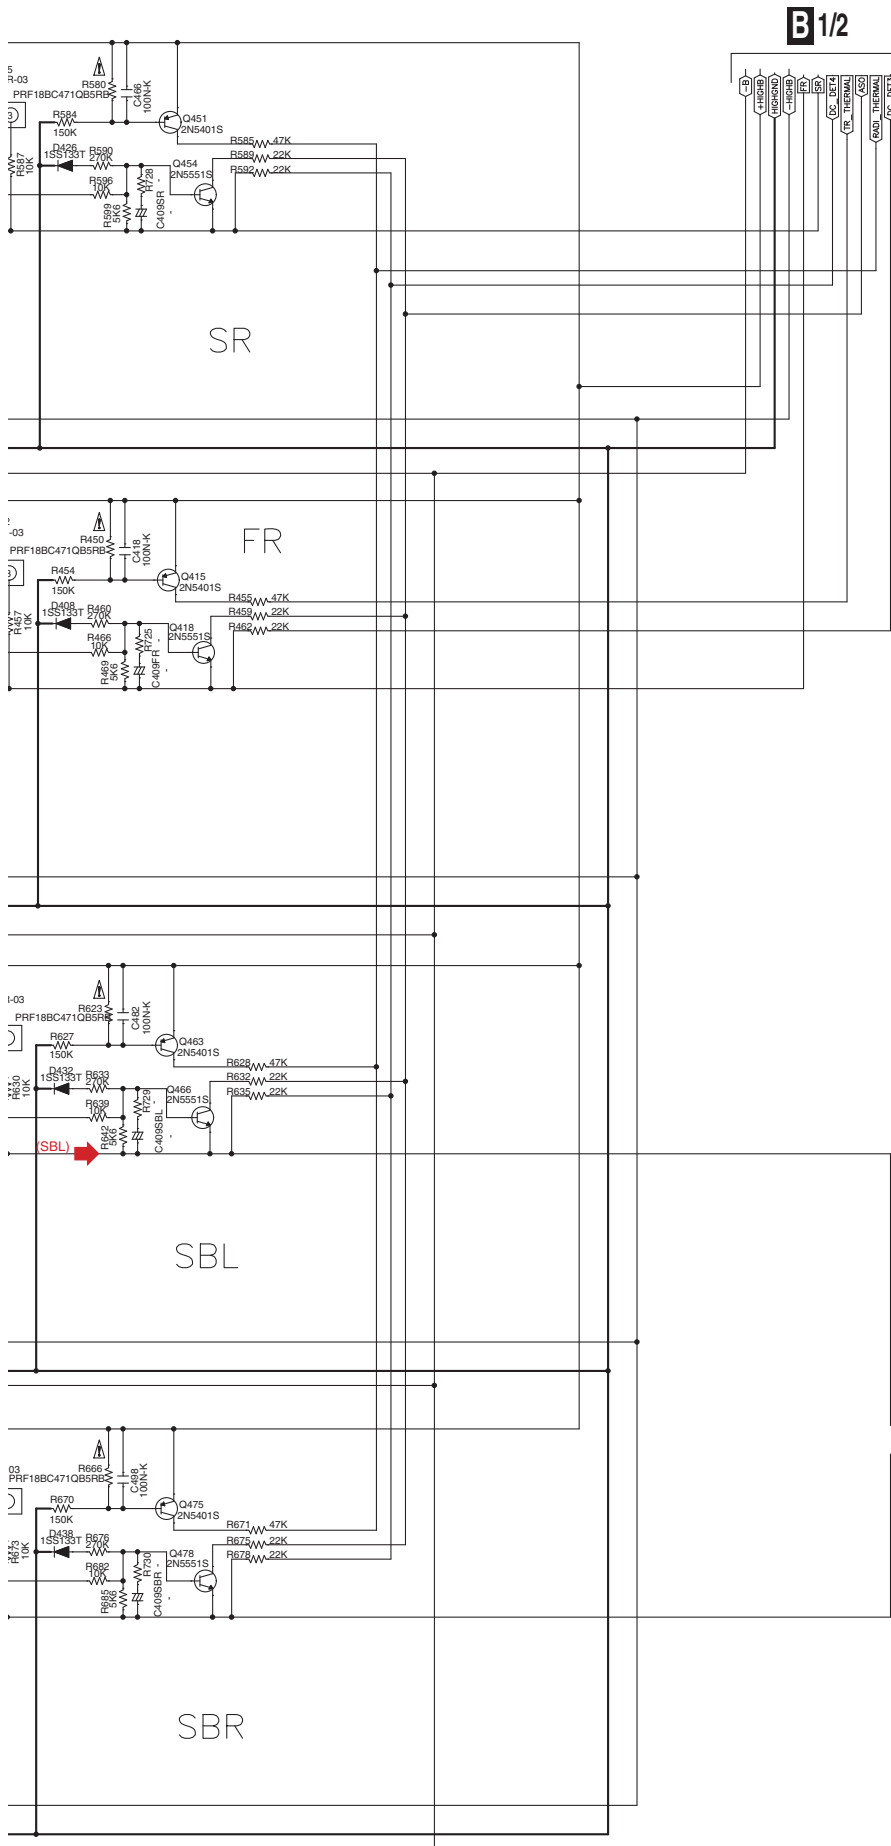 B 1/2
-B
+HIGHB
HIGHGND
-HIGHB
FR
SR
DC_DET4
TR_THERMAL
ASO
RADI_THERMAL
R-03
PRF18BC471QB5RB
R580
C466
100N-K
R584
150K
Q451
2N5401S
R587
10K
D426
1SS133T
R590
270K
R596
10K
R599
5K6
R728
C409SR
Q454
2N5551S
R585 47K
R589 22K
R592 22K
SR
-03
PRF18BC471QB5RB
R450
C418
100N-K
R454
150K
Q415
2N5401S
R457
10K
D408
1SS133T
R460
270K
R466
10K
R469
5K6
R725
C409FR
Q418
2N5551S
R455 47K
R459 22K
R462 22K
FR
-03
PRF18BC471QB5RB
R623
C482
100N-K
R627
150K
Q463
2N5401S
R630
10K
D432
1SS133T
R633
270K
R639
10K
R642
5K6
R729
C409SBL
Q466
2N5551S
R628 47K
R632 22K
R635 22K
(SBL)
SBL
03
PRF18BC471QB5RB
R666
C498
100N-K
R670
150K
Q475
2N5401S
R673
10K
D438
1SS133T
R676
270K
R682
10K
R685
5K6
R730
C409SBR
Q478
2N5551S
R671 47K
R675 22K
R678 22K
SBR